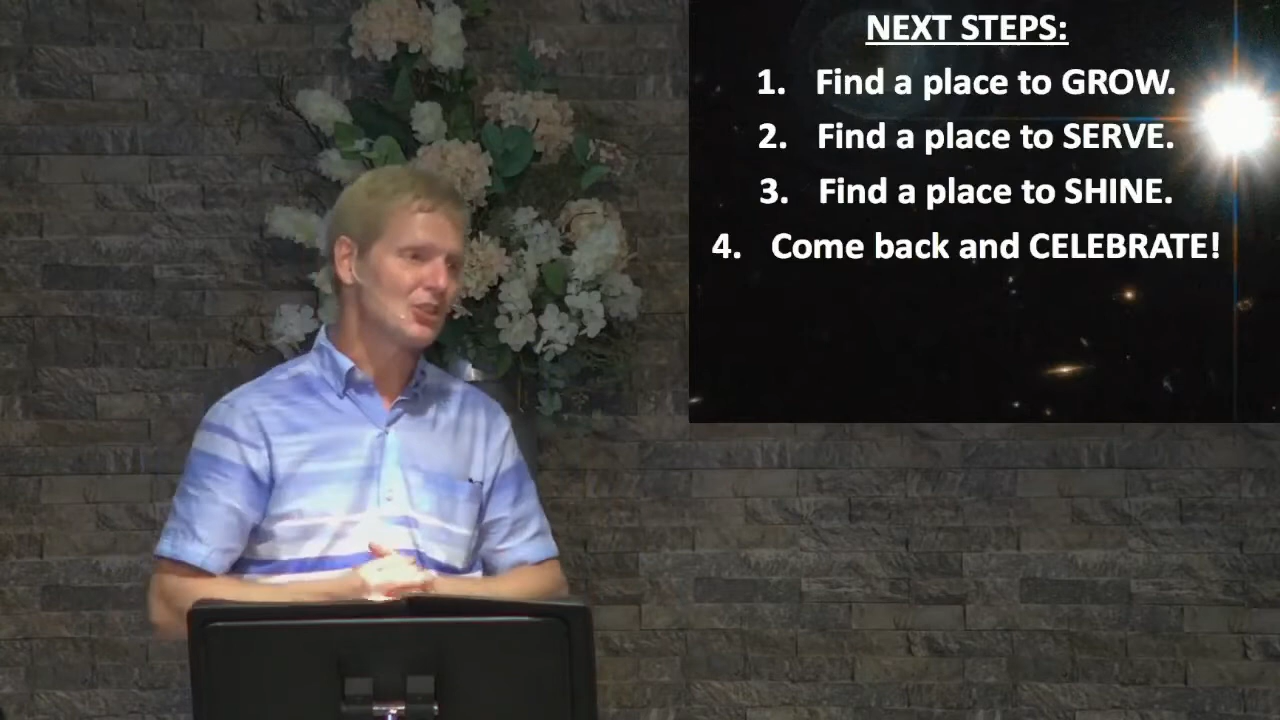 NEXT STEPS:
1. Find a place to GROW.
2. Find a place to SERVE.
3. Find a place to SHINE.
4. Come back and CELEBRATE!